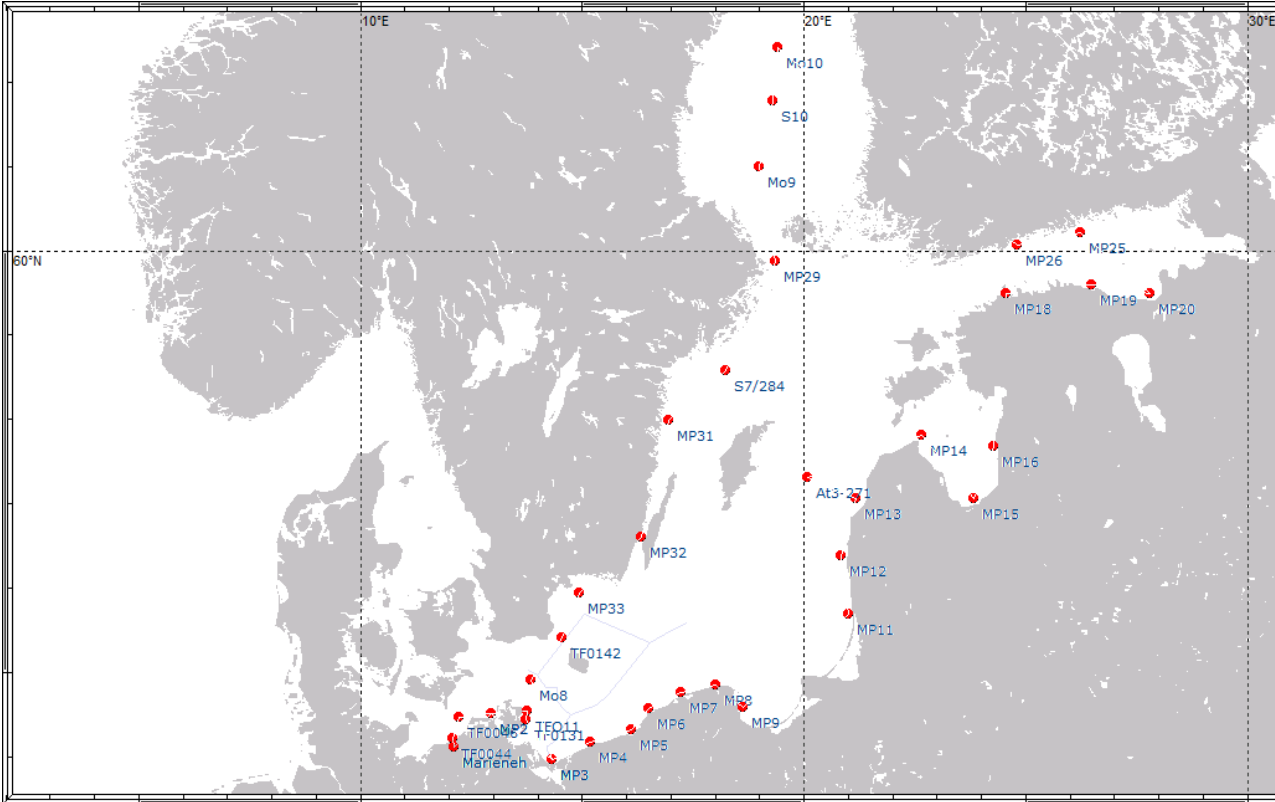 10°E
20°E
30°E
Mo10
S10
Mo9
60°N
MP29
MP26
MP25
MP18
MP19
MP20
S7/284
MP31
MP14
MP16
At3-271
MP13
MP15
MP32
MP12
MP33
MP11
TF0142
Mo8
MP8
MP7
MP9
MP6
MP2
TFO11
TF0131
TF0046
TF0044
Marieneh
MP5
MP4
MP3